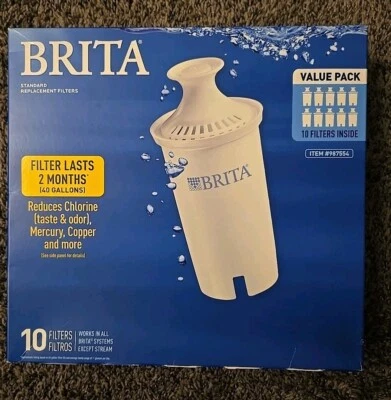 BRITA®
STANDARD
REPLACEMENT FILTERS
VALUE PACK
10 FILTERS INSIDE
ITEM #987554
FILTER LASTS
2 MONTHS
(40 GALLONS)
Reduces Chlorine
(taste & odor),
Mercury, Copper
and more
(See side panel for details)
BRITA®
10 FILTERS
FILTROS
WORKS IN ALL
BRITA® SYSTEMS
EXCEPT STREAM